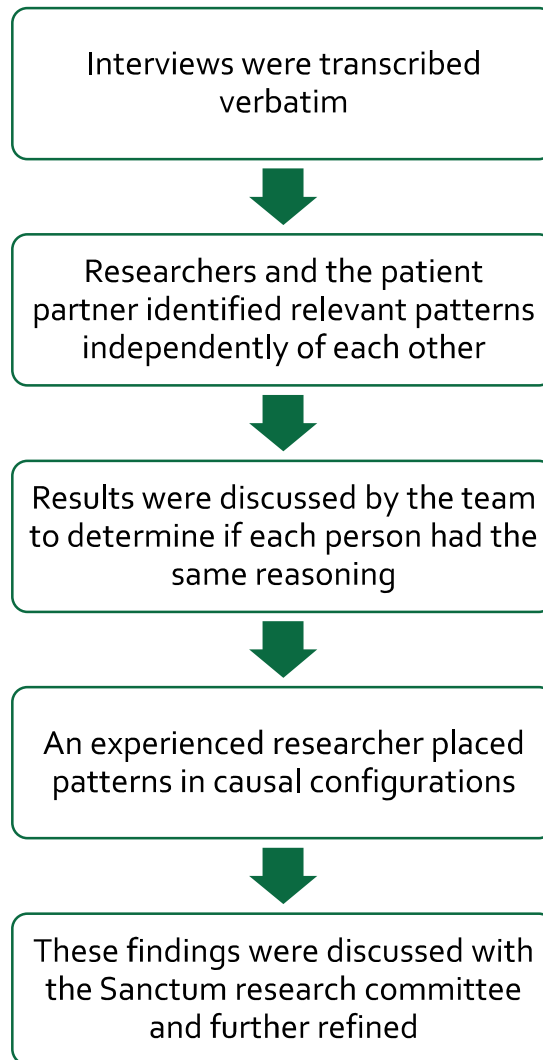 Interviews were transcribed
verbatim
Researchers and the patient
partner identified relevant patterns
independently of each other
Results were discussed by the team
to determine if each person had the
same reasoning
An experienced researcher placed
patterns in causal configurations
These findings were discussed with
the Sanctum research committee
and further refined